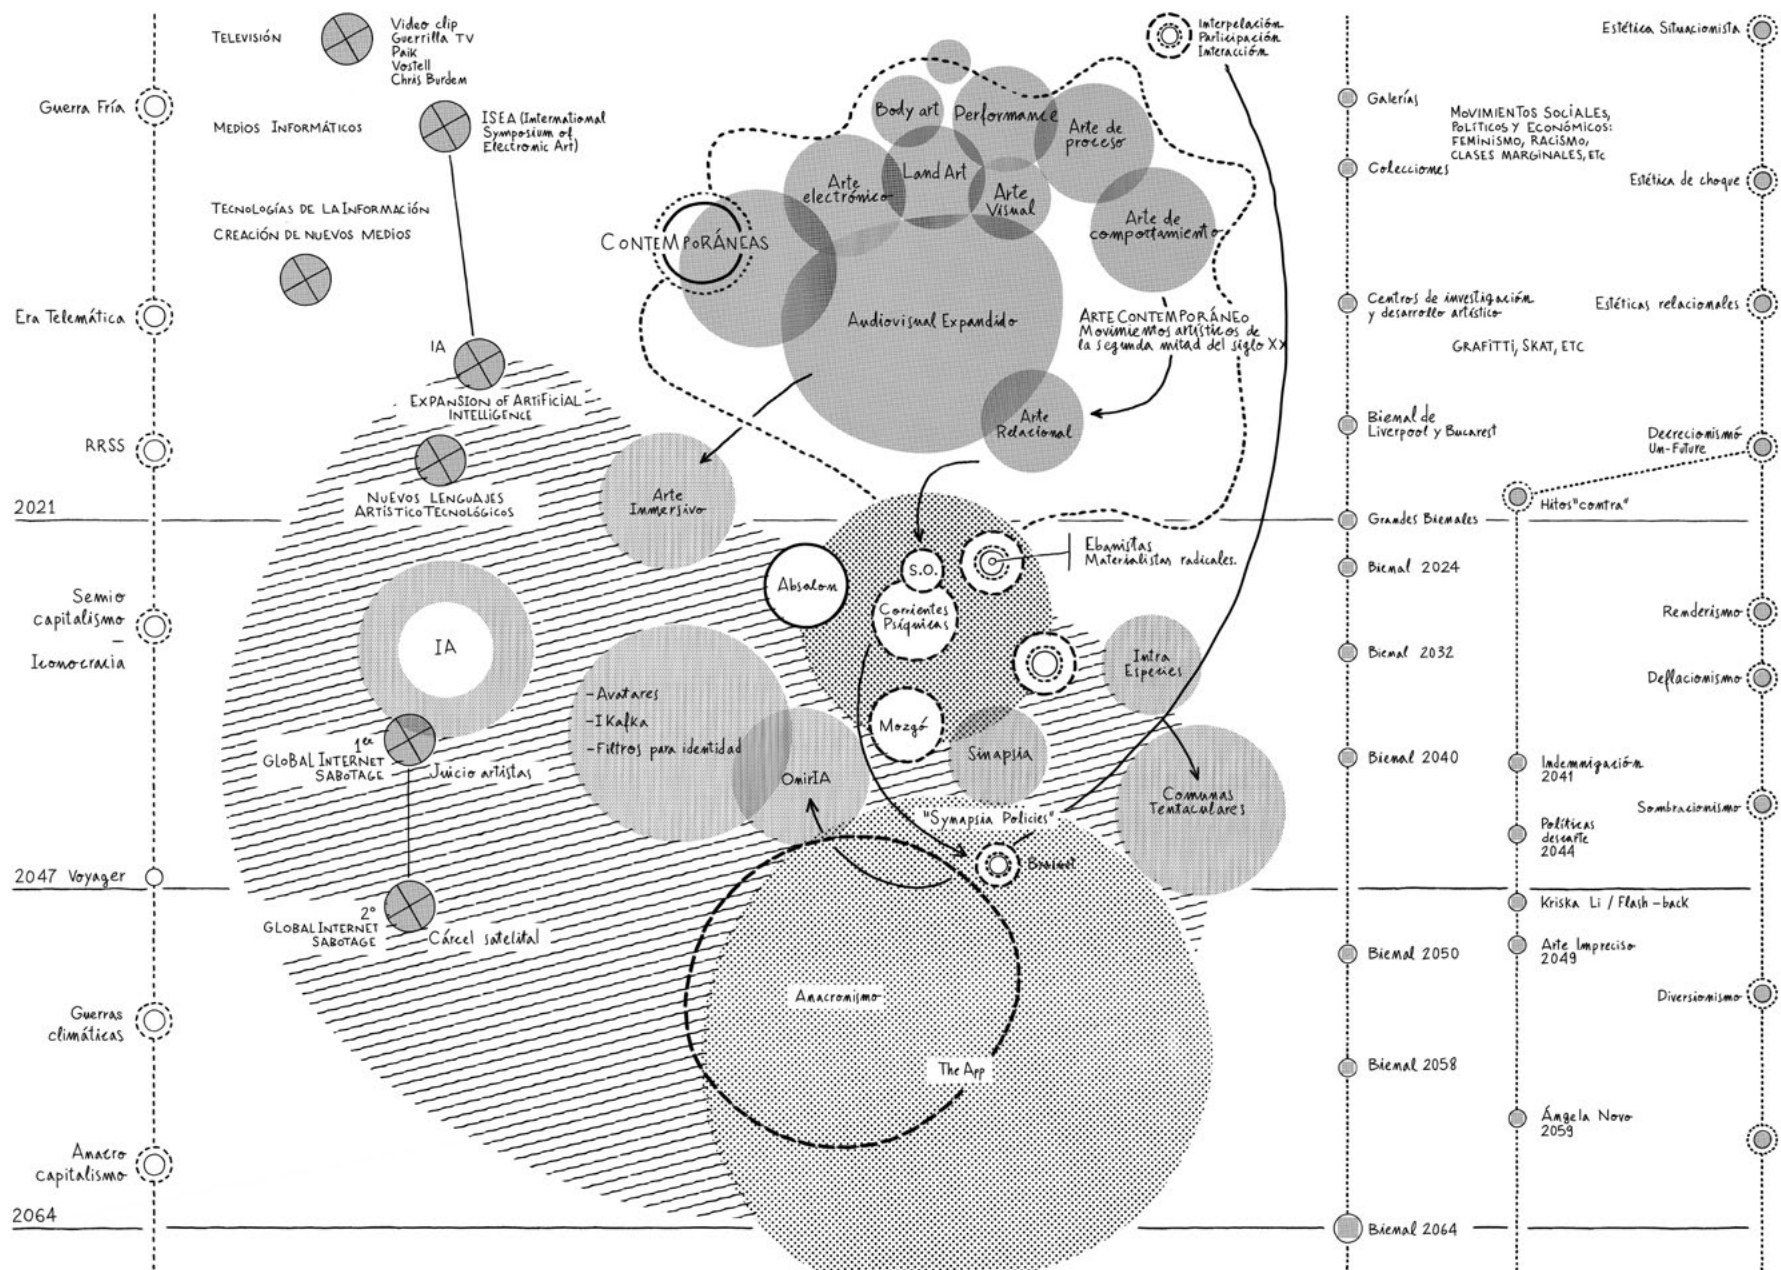 TELEVISIÓN
Video clip
Guerrilla TV
Paik
Vostell
Chris Burdem
Guerra Fría
MEDIOS INFORMÁTICOS
ISEA (International
Symposium of
Electronic Art)
TECNOLOGÍAS DE LA INFORMACIÓN
CREACIÓN DE NUEVOS MEDIOS
Era Telemática
IA
EXPANSION OF ARTIFICIAL
INTELLIGENCE
RRSS
NUEVOS LENGUAJES
ARTÍSTICO TECNOLÓGICOS
2021
Semio
capitalismo
–
Iconocracia
IA
1er
GLOBAL INTERNET
SABOTAGE
Juicio artistas
2047 Voyager
2º
GLOBAL INTERNET
SABOTAGE
Cárcel satelital
Guerras
climáticas
Anacro
capitalismo
2064
Interpelación
Participación
Interacción
Body art
Performance
Arte de
proceso
Arte
electrónico
Land Art
Arte
Visual
Arte de
comportamiento
CONTEMPORÁNEAS
Audiovisual Expandido
ARTE CONTEMPORÁNEO
Movimientos artísticos de
la segunda mitad del siglo XX
Arte
Relacional
Arte
Inmersivo
Absalon
S.O.
Corrientes
Psíquicas
Ebanistas
Materialistas radicales.
Intra
Especies
–Avatares
–I Kafka
–Filtros para identidad
Mozgó
Sinapsia
OnirIA
Comunas
Tentaculares
"Synapsia Policies"
Brainet
Anacronismo
The App
Galerías
Colecciones
Centros de investigación
y desarrollo artístico
Bienal de
Liverpool y Bucarest
Grandes Bienales
Bienal 2024
Bienal 2032
Bienal 2040
Bienal 2050
Bienal 2058
Bienal 2064
MOVIMIENTOS SOCIALES,
POLÍTICOS Y ECONÓMICOS:
FEMINISMO, RACISMO,
CLASES MARGINALES, ETC
GRAFITTI, SKAT, ETC
Hitos "contra"
Indemnigación
2041
Políticas
descarte
2044
Kriska Li / Flash-back
Arte Impreciso
2049
Ángela Novo
2059
Estética Situacionista
Estética de choque
Estéticas relacionales
Decrecionismo
Un-Future
Renderismo
Deflacionismo
Sombracionismo
Diversionismo